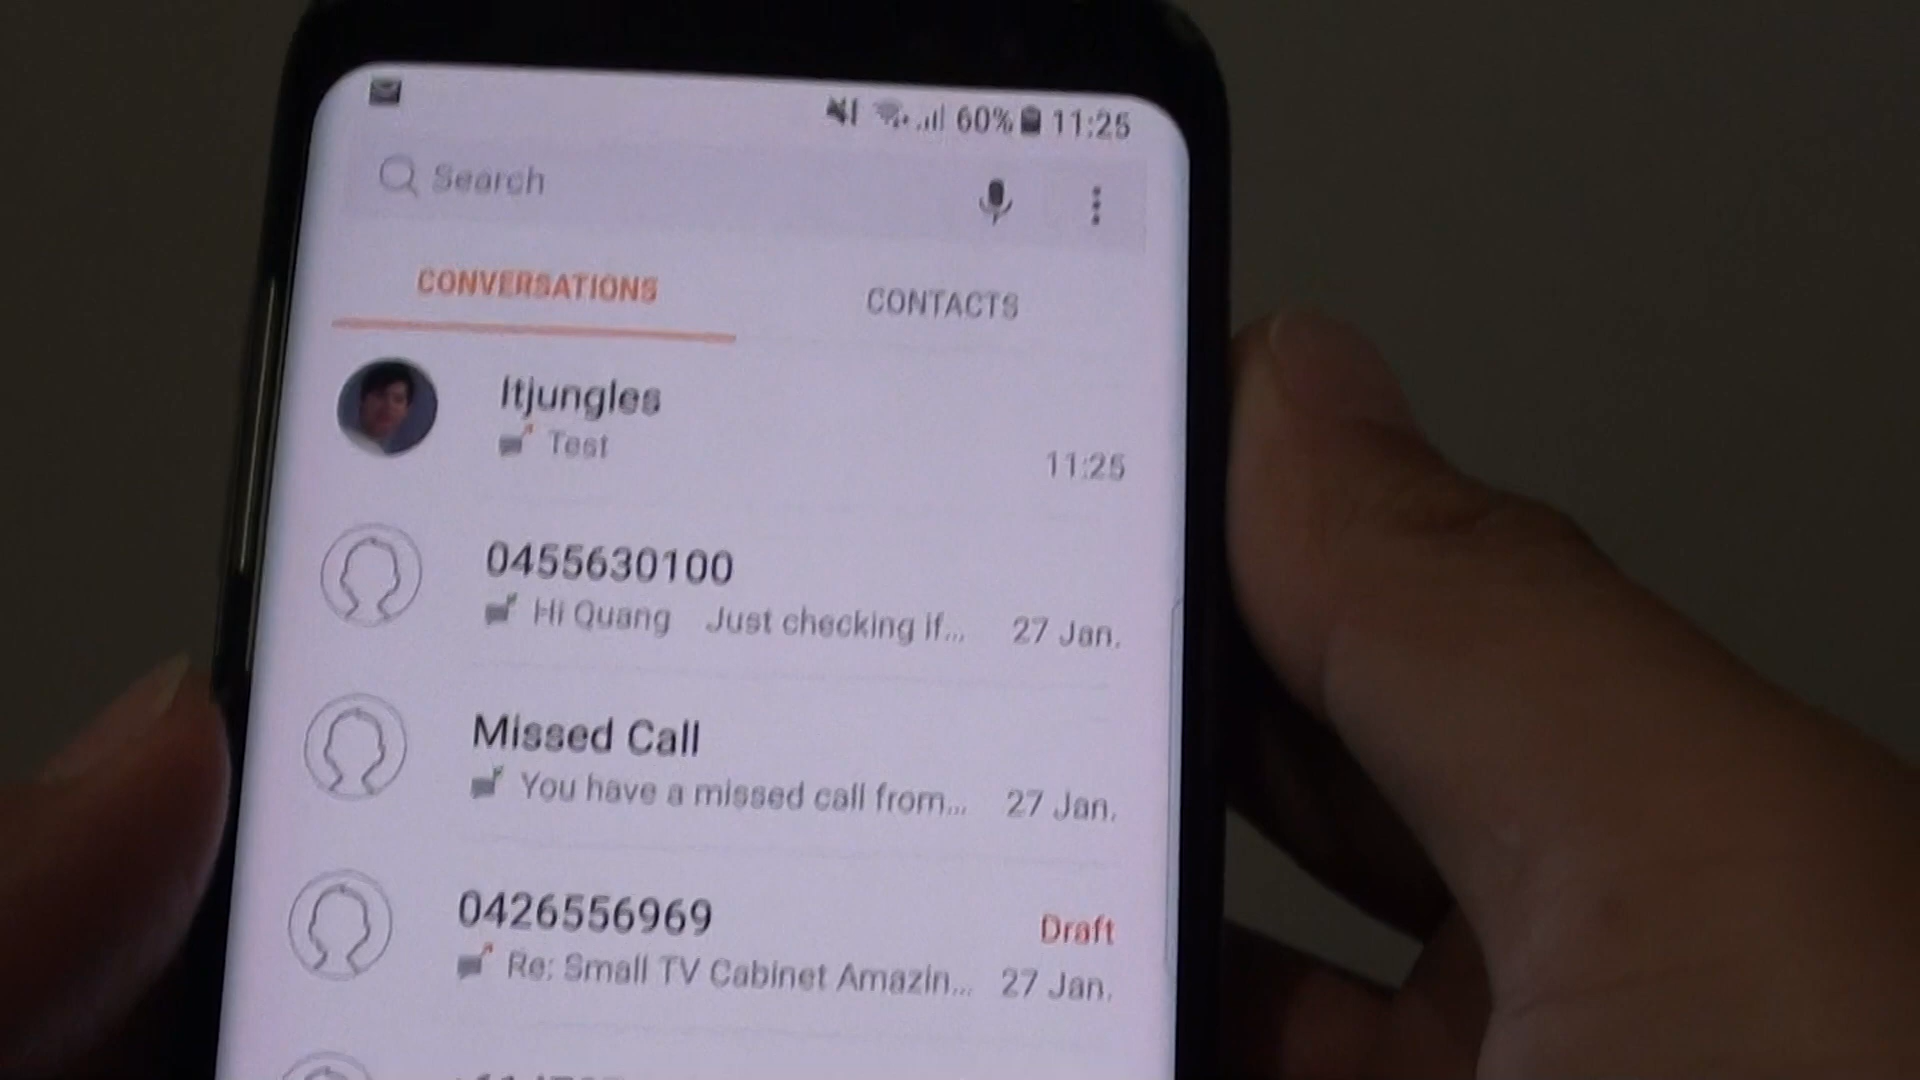 60% 11:25
Search
CONVERSATIONS CONTACTS
Itjungles
Test
11:25
0455630100
Hi Quang Just checking if... 27 Jan.
Missed Call
You have a missed call from... 27 Jan.
0426556969 Draft
Re: Small TV Cabinet Amazin... 27 Jan.